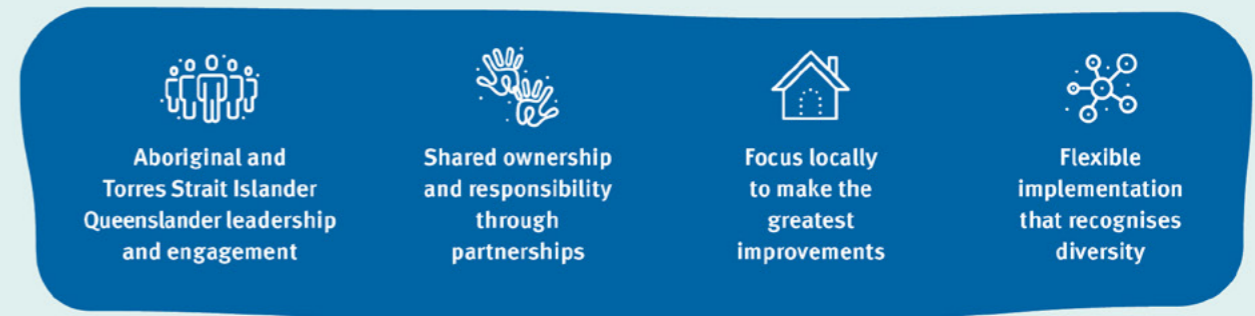 Aboriginal and
Torres Strait Islander
Queenslander leadership
and engagement
Shared ownership
and responsibility
through
partnerships
Focus locally
to make the
greatest
improvements
Flexible
implementation
that recognises
diversity